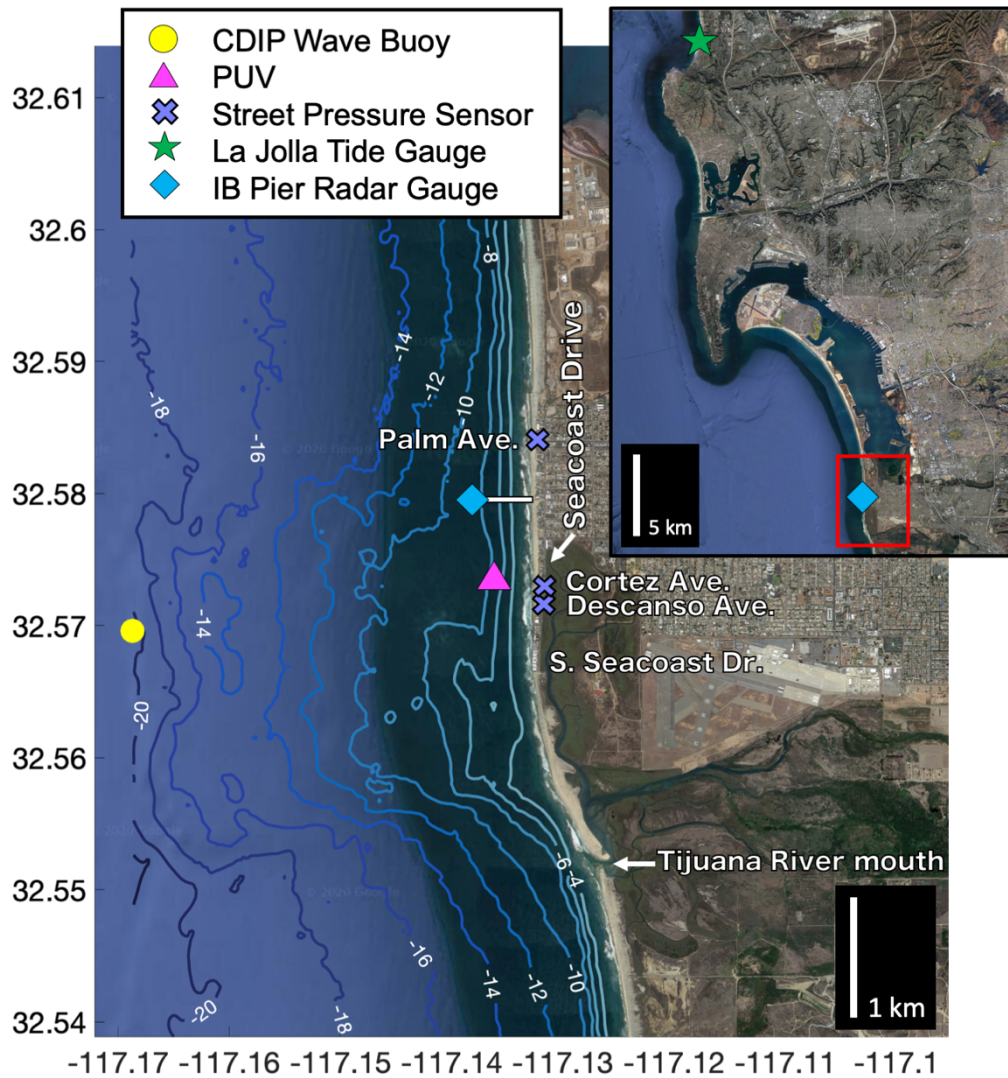 CDIP Wave Buoy
PUV
Street Pressure Sensor
La Jolla Tide Gauge
IB Pier Radar Gauge
32.61
32.6
32.59
32.58
32.57
32.56
32.55
32.54
-8
-14
-12
-10
-18
-16
Seacoast Drive
Palm Ave.
5 km
Cortez Ave.
Descanso Ave.
-14
S. Seacoast Dr.
-20
Tijuana River mouth
-6
-4
-16
-14
-12
-10
-18
-20
1 km
-117.17 -117.16 -117.15 -117.14 -117.13 -117.12 -117.11 -117.1